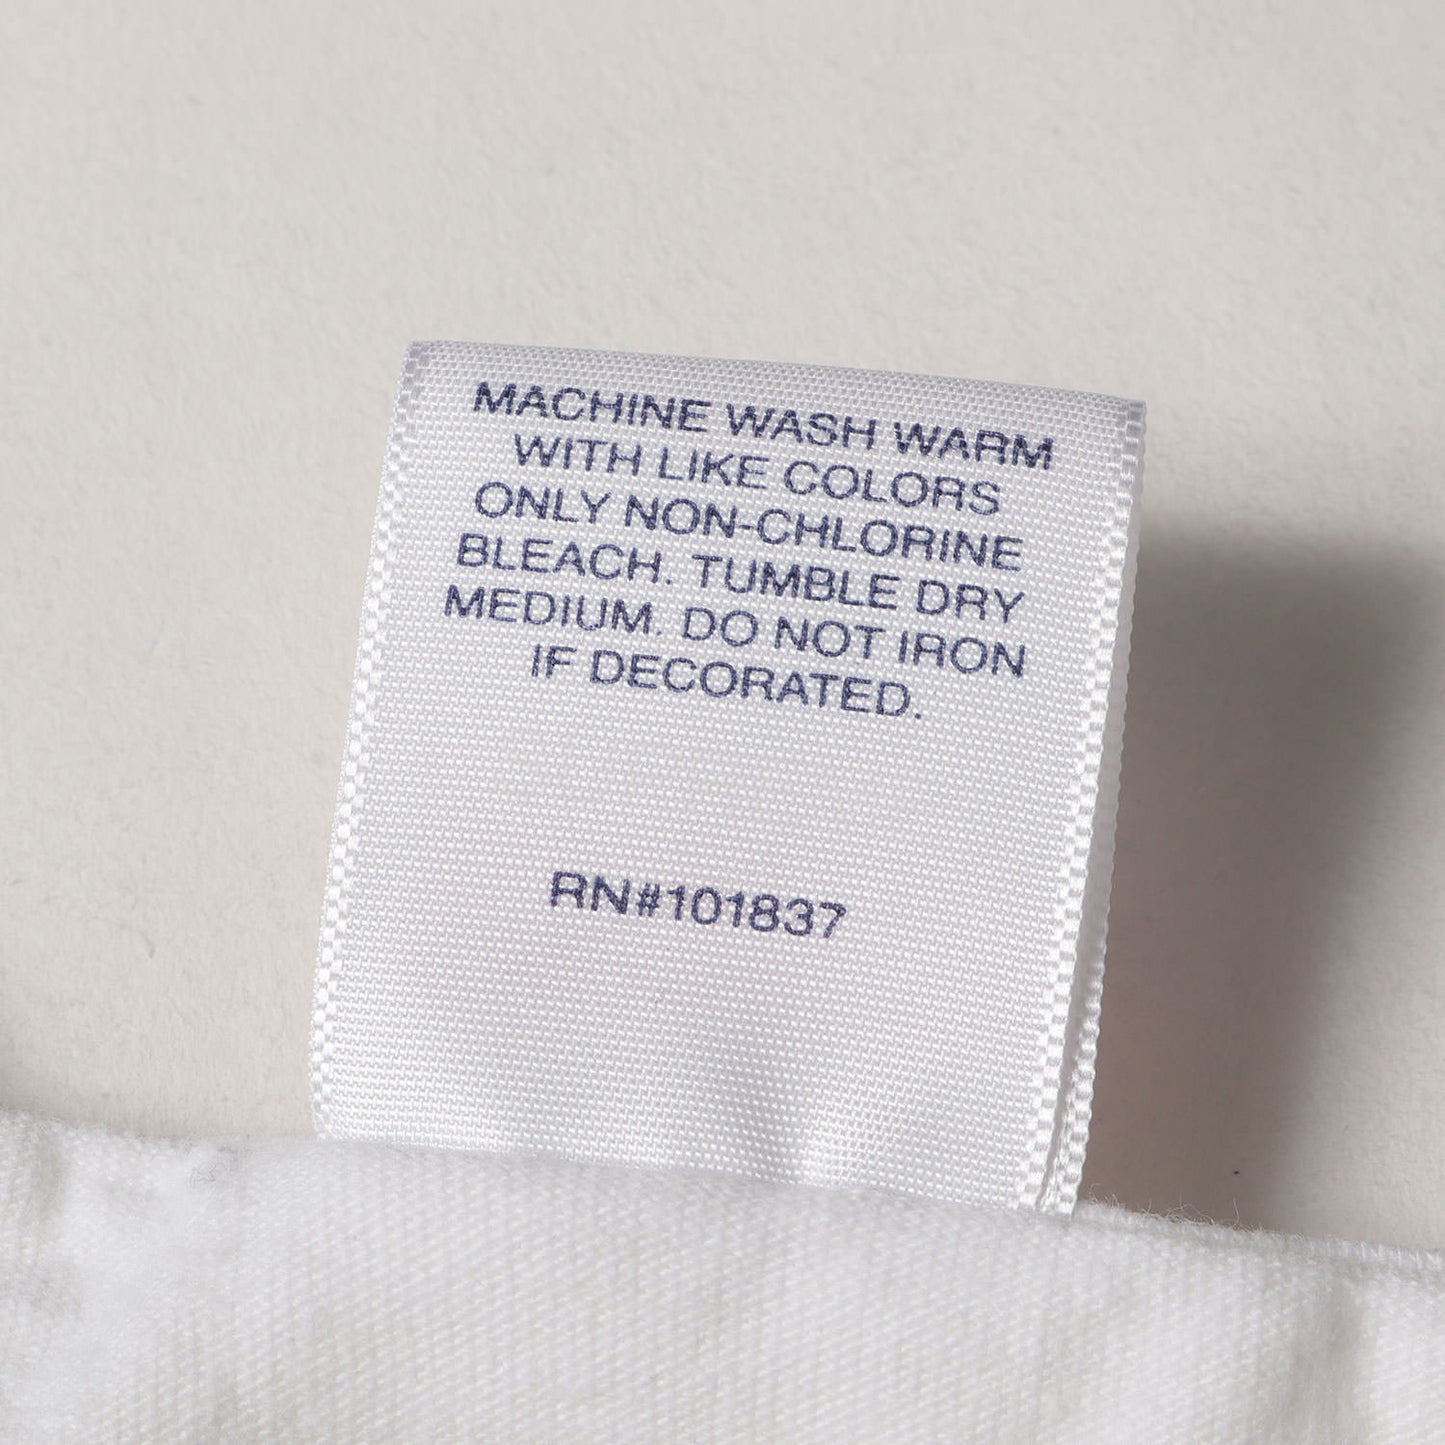 MACHINE WASH WARM
WITH LIKE COLORS
ONLY NON-CHLORINE
BLEACH. TUMBLE DRY
MEDIUM. DO NOT IRON
IF DECORATED.
RN#101837